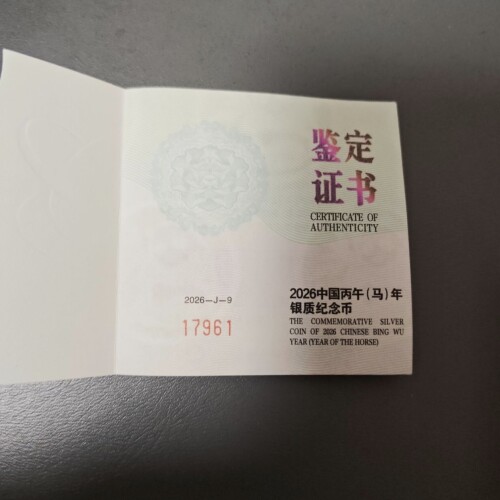 鉴定
证书
CERTIFICATE OF
AUTHENTICITY
2026—J—9
17961
2026中国丙午(马)年
银质纪念币
THE COMMEMORATIVE SILVER
COIN OF 2026 CHINESE BING WU
YEAR (YEAR OF THE HORSE)